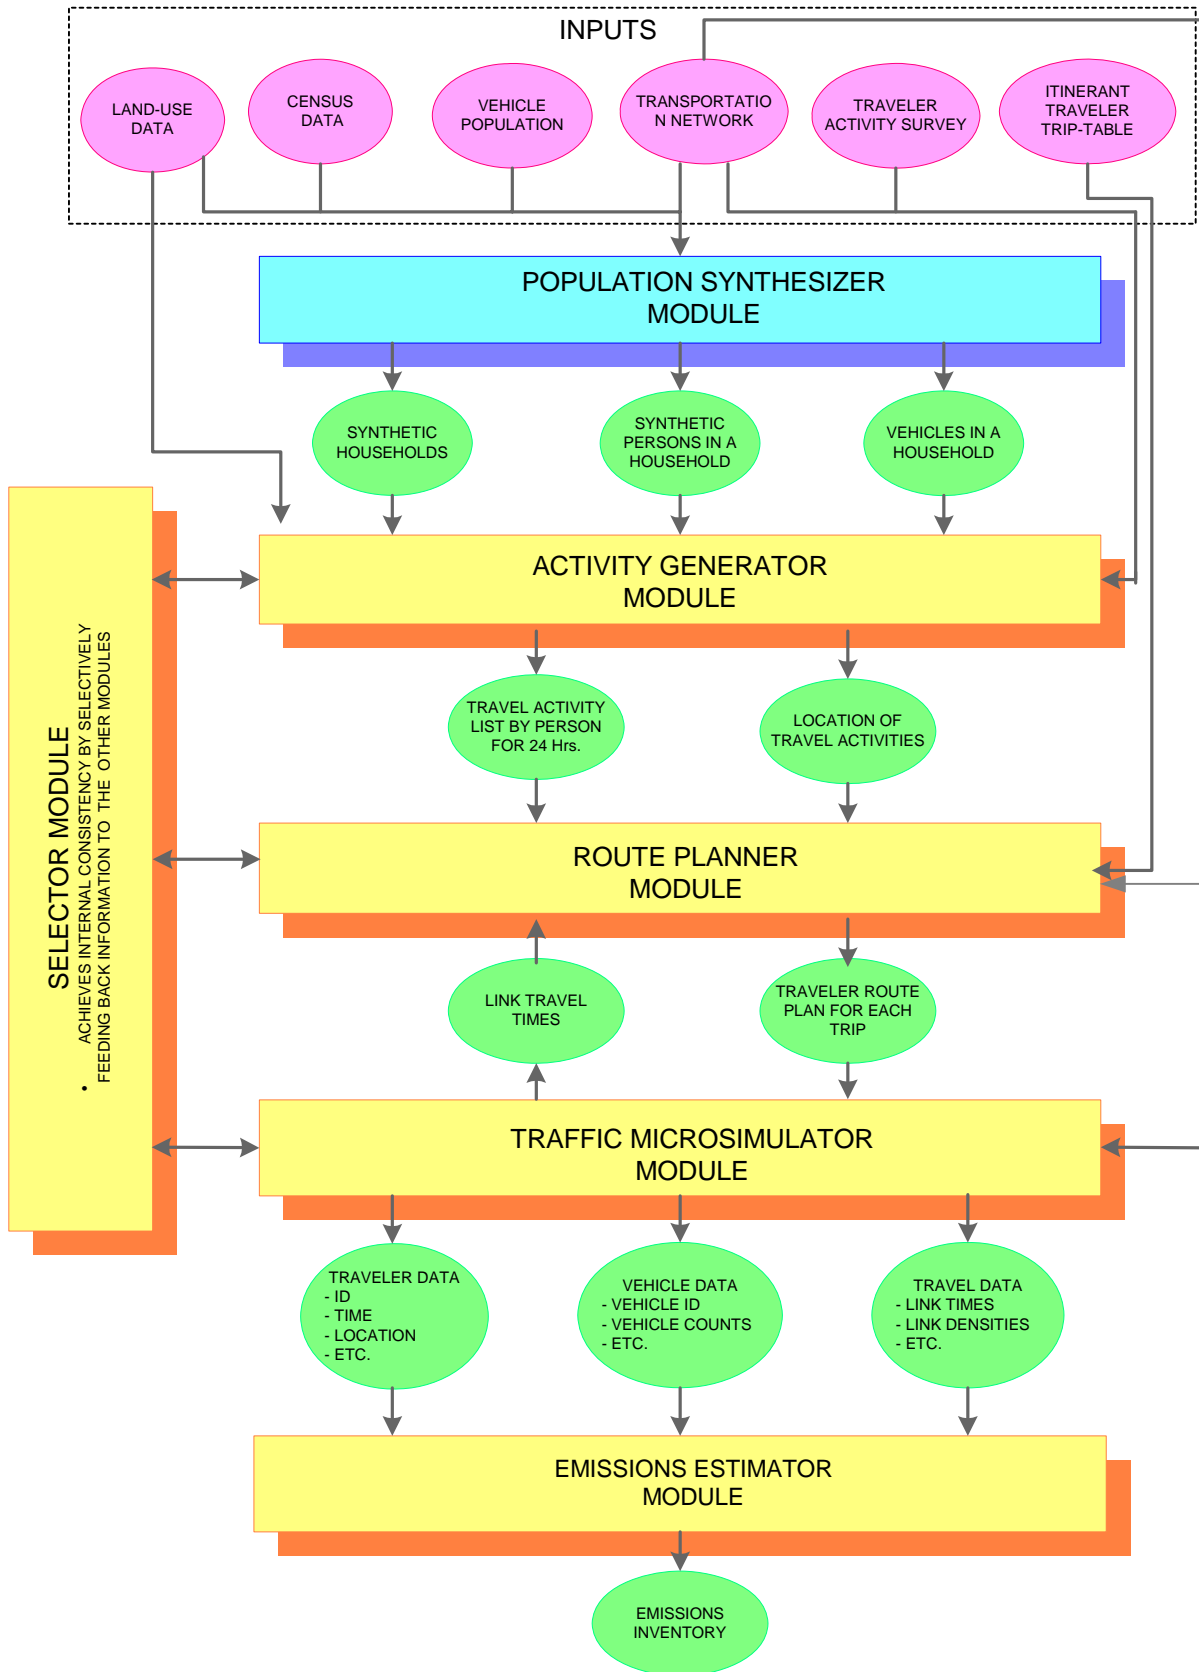 INPUTS
LAND-USE
DATA
CENSUS
DATA
VEHICLE
POPULATION
TRANSPORTATIO
N NETWORK
TRAVELER
ACTIVITY SURVEY
ITINERANT
TRAVELER
TRIP-TABLE
POPULATION SYNTHESIZER
MODULE
SYNTHETIC
HOUSEHOLDS
SYNTHETIC
PERSONS IN A
HOUSEHOLD
VEHICLES IN A
HOUSEHOLD
ACTIVITY GENERATOR
MODULE
TRAVEL ACTIVITY
LIST BY PERSON
FOR 24 Hrs.
LOCATION OF
TRAVEL ACTIVITIES
SELECTOR MODULE
• ACHIEVES INTERNAL CONSISTENCY BY SELECTIVELY
FEEDING BACK INFORMATION TO THE OTHER MODULES
ROUTE PLANNER
MODULE
LINK TRAVEL
TIMES
TRAVELER ROUTE
PLAN FOR EACH
TRIP
TRAFFIC MICROSIMULATOR
MODULE
TRAVELER DATA
- ID
- TIME
- LOCATION
- ETC.
VEHICLE DATA
- VEHICLE ID
- VEHICLE COUNTS
- ETC.
TRAVEL DATA
- LINK TIMES
- LINK DENSITIES
- ETC.
EMISSIONS ESTIMATOR
MODULE
EMISSIONS
INVENTORY